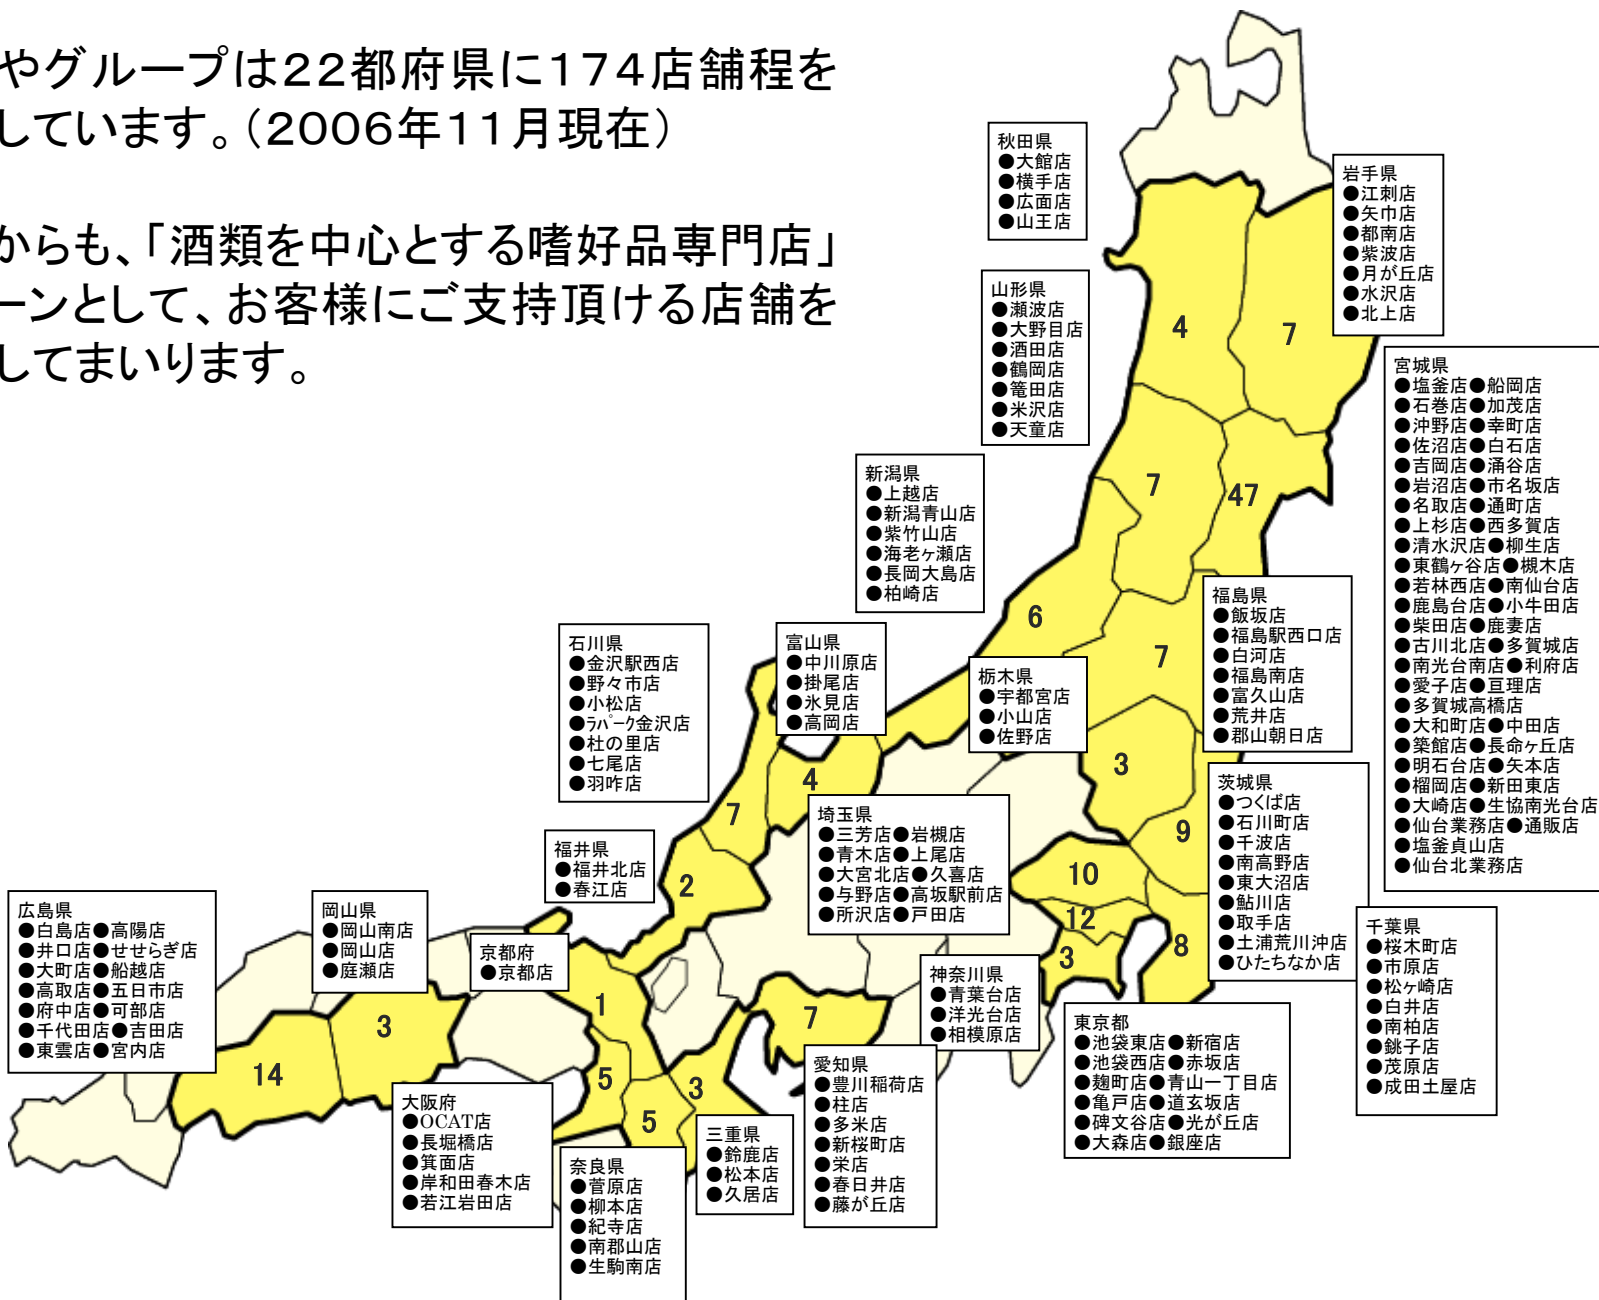 やグループは22都府県に174店舗程を
しています。（2006年11月現在）
からも、「酒類を中心とする嗜好品専門店」
ーンとして、お客様にご支持頂ける店舗を
してまいります。
秋田県
●大館店
●横手店
●広面店
●山王店
岩手県
●江刺店
●矢巾店
●都南店
●紫波店
●月が丘店
●水沢店
●北上店
山形県
●瀬波店
●大野目店
●酒田店
●鶴岡店
●篭田店
●米沢店
●天童店
宮城県
●塩釜店●船岡店
●石巻店●加茂店
●沖野店●幸町店
●佐沼店●白石店
●吉岡店●涌谷店
●岩沼店●市名坂店
●名取店●通町店
●上杉店●西多賀店
●清水沢店●柳生店
●東鶴ヶ谷店●槻木店
●若林西店●南仙台店
●鹿島台店●小牛田店
●柴田店●鹿妻店
●古川北店●多賀城店
●南光台南店●利府店
●愛子店●亘理店
●多賀城高橋店
●大和町店●中田店
●築館店●長命ヶ丘店
●明石台店●矢本店
●榴岡店●新田東店
●大崎店●生協南光台店
●仙台業務店●通販店
●塩釜貞山店
●仙台北業務店
新潟県
●上越店
●新潟青山店
●紫竹山店
●海老ヶ瀬店
●長岡大島店
●柏崎店
福島県
●飯坂店
●福島駅西口店
●白河店
●福島南店
●富久山店
●荒井店
●郡山朝日店
石川県
●金沢駅西店
●野々市店
●小松店
●ﾗﾊﾟｰｸ金沢店
●杜の里店
●七尾店
●羽咋店
富山県
●中川原店
●掛尾店
●氷見店
●高岡店
栃木県
●宇都宮店
●小山店
●佐野店
茨城県
●つくば店
●石川町店
●千波店
●南高野店
●東大沼店
●鮎川店
●取手店
●土浦荒川沖店
●ひたちなか店
埼玉県
●三芳店●岩槻店
●青木店●上尾店
●大宮北店●久喜店
●与野店●高坂駅前店
●所沢店●戸田店
福井県
●福井北店
●春江店
広島県
●白島店●高陽店
●井口店●せせらぎ店
●大町店●船越店
●高取店●五日市店
●府中店●可部店
●千代田店●吉田店
●東雲店●宮内店
岡山県
●岡山南店
●岡山店
●庭瀬店
京都府
●京都店
千葉県
●桜木町店
●市原店
●松ヶ崎店
●白井店
●南柏店
●銚子店
●茂原店
●成田土屋店
神奈川県
●青葉台店
●洋光台店
●相模原店
東京都
●池袋東店●新宿店
●池袋西店●赤坂店
●麹町店●青山一丁目店
●亀戸店●道玄坂店
●碑文谷店●光が丘店
●大森店●銀座店
愛知県
●豊川稲荷店
●柱店
●多米店
●新桜町店
●栄店
●春日井店
●藤が丘店
大阪府
●OCAT店
●長堀橋店
●箕面店
●岸和田春木店
●若江岩田店
三重県
●鈴鹿店
●松本店
●久居店
奈良県
●菅原店
●柳本店
●紀寺店
●南郡山店
●生駒南店
4
7
7
47
6
7
3
4
7
9
2
10
12
8
3
1
7
3
14
5
3
5